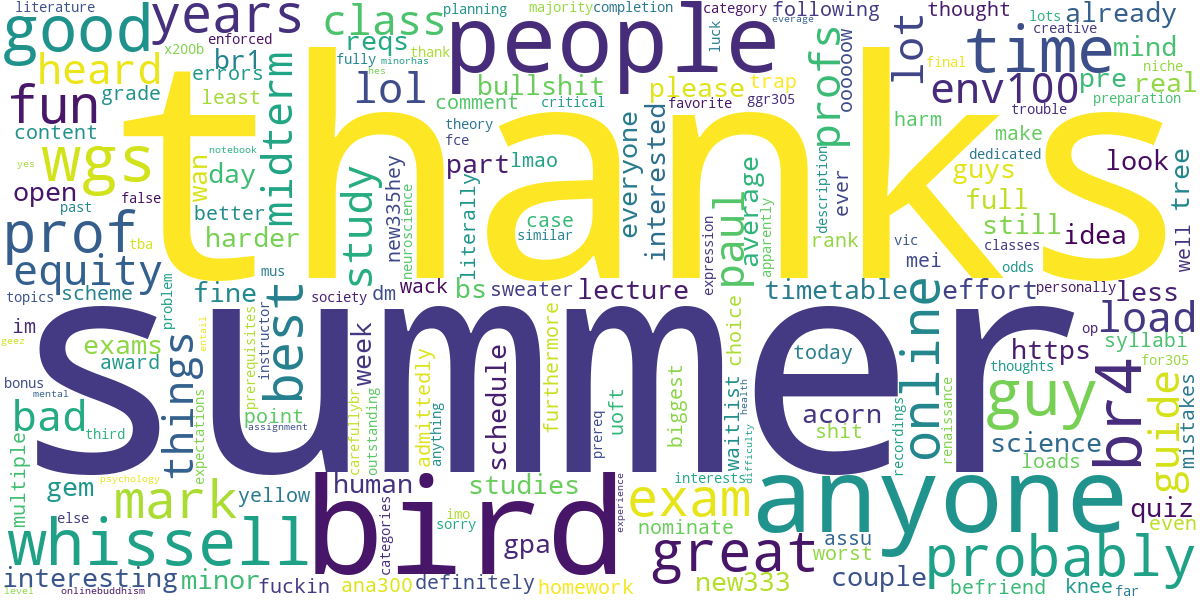 literature
good
years
class
planning
majority
completion
category
following
thought
lots
already
people
enforced
x200b
br1
reqs
thank
fully
minorhas
hes
luck
everage
lot
time
creative
mind
heard
errors
grade
least
midterm
lol
bullshit
please
trap
final
niche
pre
real
fun
content
comment
critical
favorite
ggr305
profs
ooooooow
env100
trouble
preparation
theory
fce
harm
make
thanks
yes
wgs
notebook
wan
day
part
lmao
everyone
interested
description
dedicated
guys
look
tree
open
false
past
better
study
new335hey
neuroscience
literally
case
similar
paul
average
apparently
ever
full
still
idea
well
prof
tba
harder
expression
rank
vic
classes
equity
mus
mei
odds
topics
scheme
problem
fine
society
dm
wack
bs
sweater
lecture
timetable
effort
personally
less
im
geez
exams
award
things
entail
prerequisites
instructor
best
week
summer
admittedly
anything
schedule
furthermore
prereq
uoft
biggest
choice
today
online
op
load
https
syllabi
thoughts
for305
bonus
mental
bad
third
expectations
point
assignment
carefullybr
outstanding
waitlist
health
difficulty
acorn
shit
recordings
renaissance
guy
science
br4
guide
mistakes
multiple
gem
psychology
mark
yellow
human
studies
interests
loads
exam
anyone
quiz
even
else
whissell
bird
categories
imo
sorry
gpa
experience
nominate
great
assu
worst
probably
interesting
minor
fuckin
ana300
definitely
homework
new333
couple
befriend
knee
far
level
onlinebuddhism